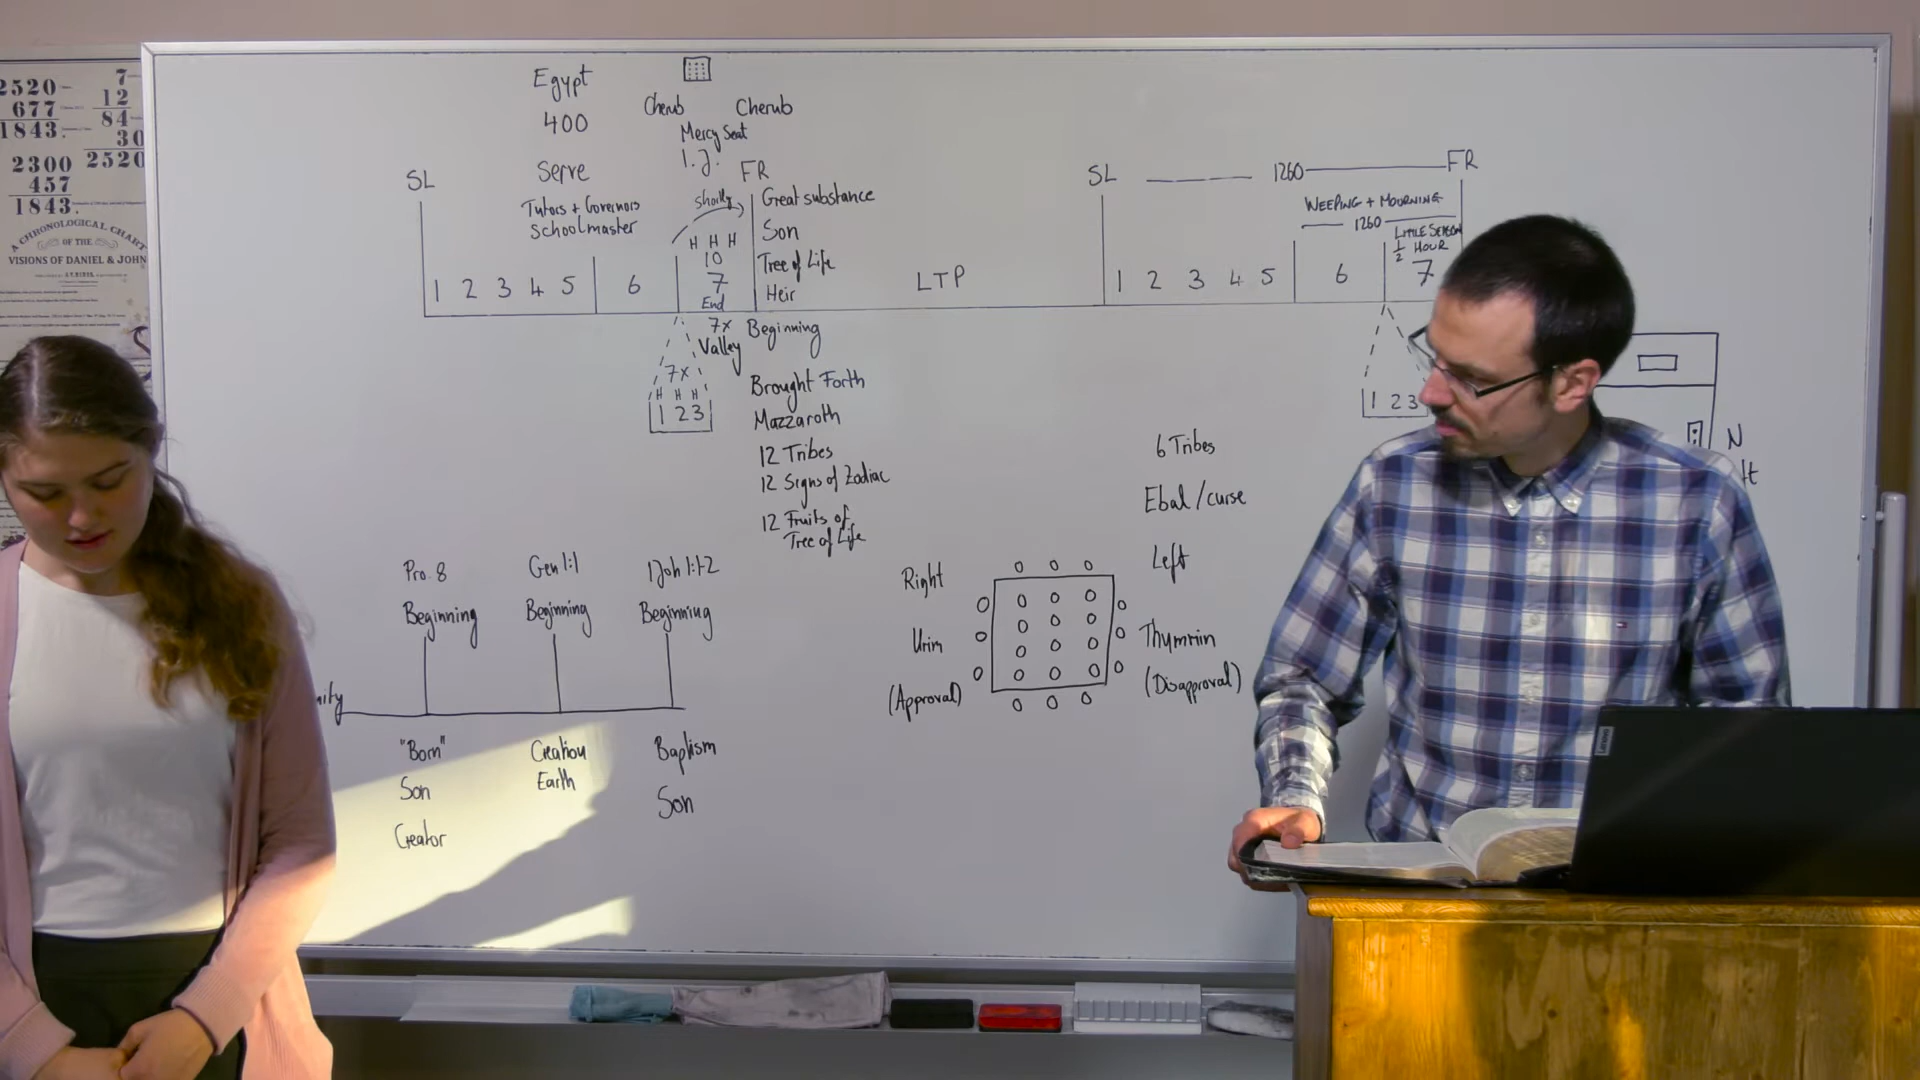 2520
677
1843.
2300
457
1843.
7
12
84
30
2520
A CHRONOLOGICAL CHART
OF THE
VISIONS OF DANIEL & JOHN
Egypt
400
Serve
Tutors + Governors
Schoolmaster
Cherub Cherub
Mercy Seat
I. J.
SL
FR
shortly
Great substance
Son
Tree of Life
Heir
H H H
10
7
End
1 2 3 4 5 6
7x
Valley
7x
H H H
1 2 3
Beginning
Brought Forth
Mazzaroth
12 Tribes
12 Signs of Zodiac
12 Fruits of
Tree of Life
LTP
SL
1260
FR
WEEPING + MOURNING
1260
LITTLE SEASON
1/2 HOUR
1 2 3 4 5 6 7
1 2 3
N
6 Tribes
Ebal/curse
Left
Thummin
(Disapproval)
Right
Urim
(Approval)
Pro. 8
Beginning
Gen 1:1
Beginning
1Joh 1:1-2
Beginning
nity
"Born"
Son
Creator
Creation
Earth
Baptism
Son
Lenovo